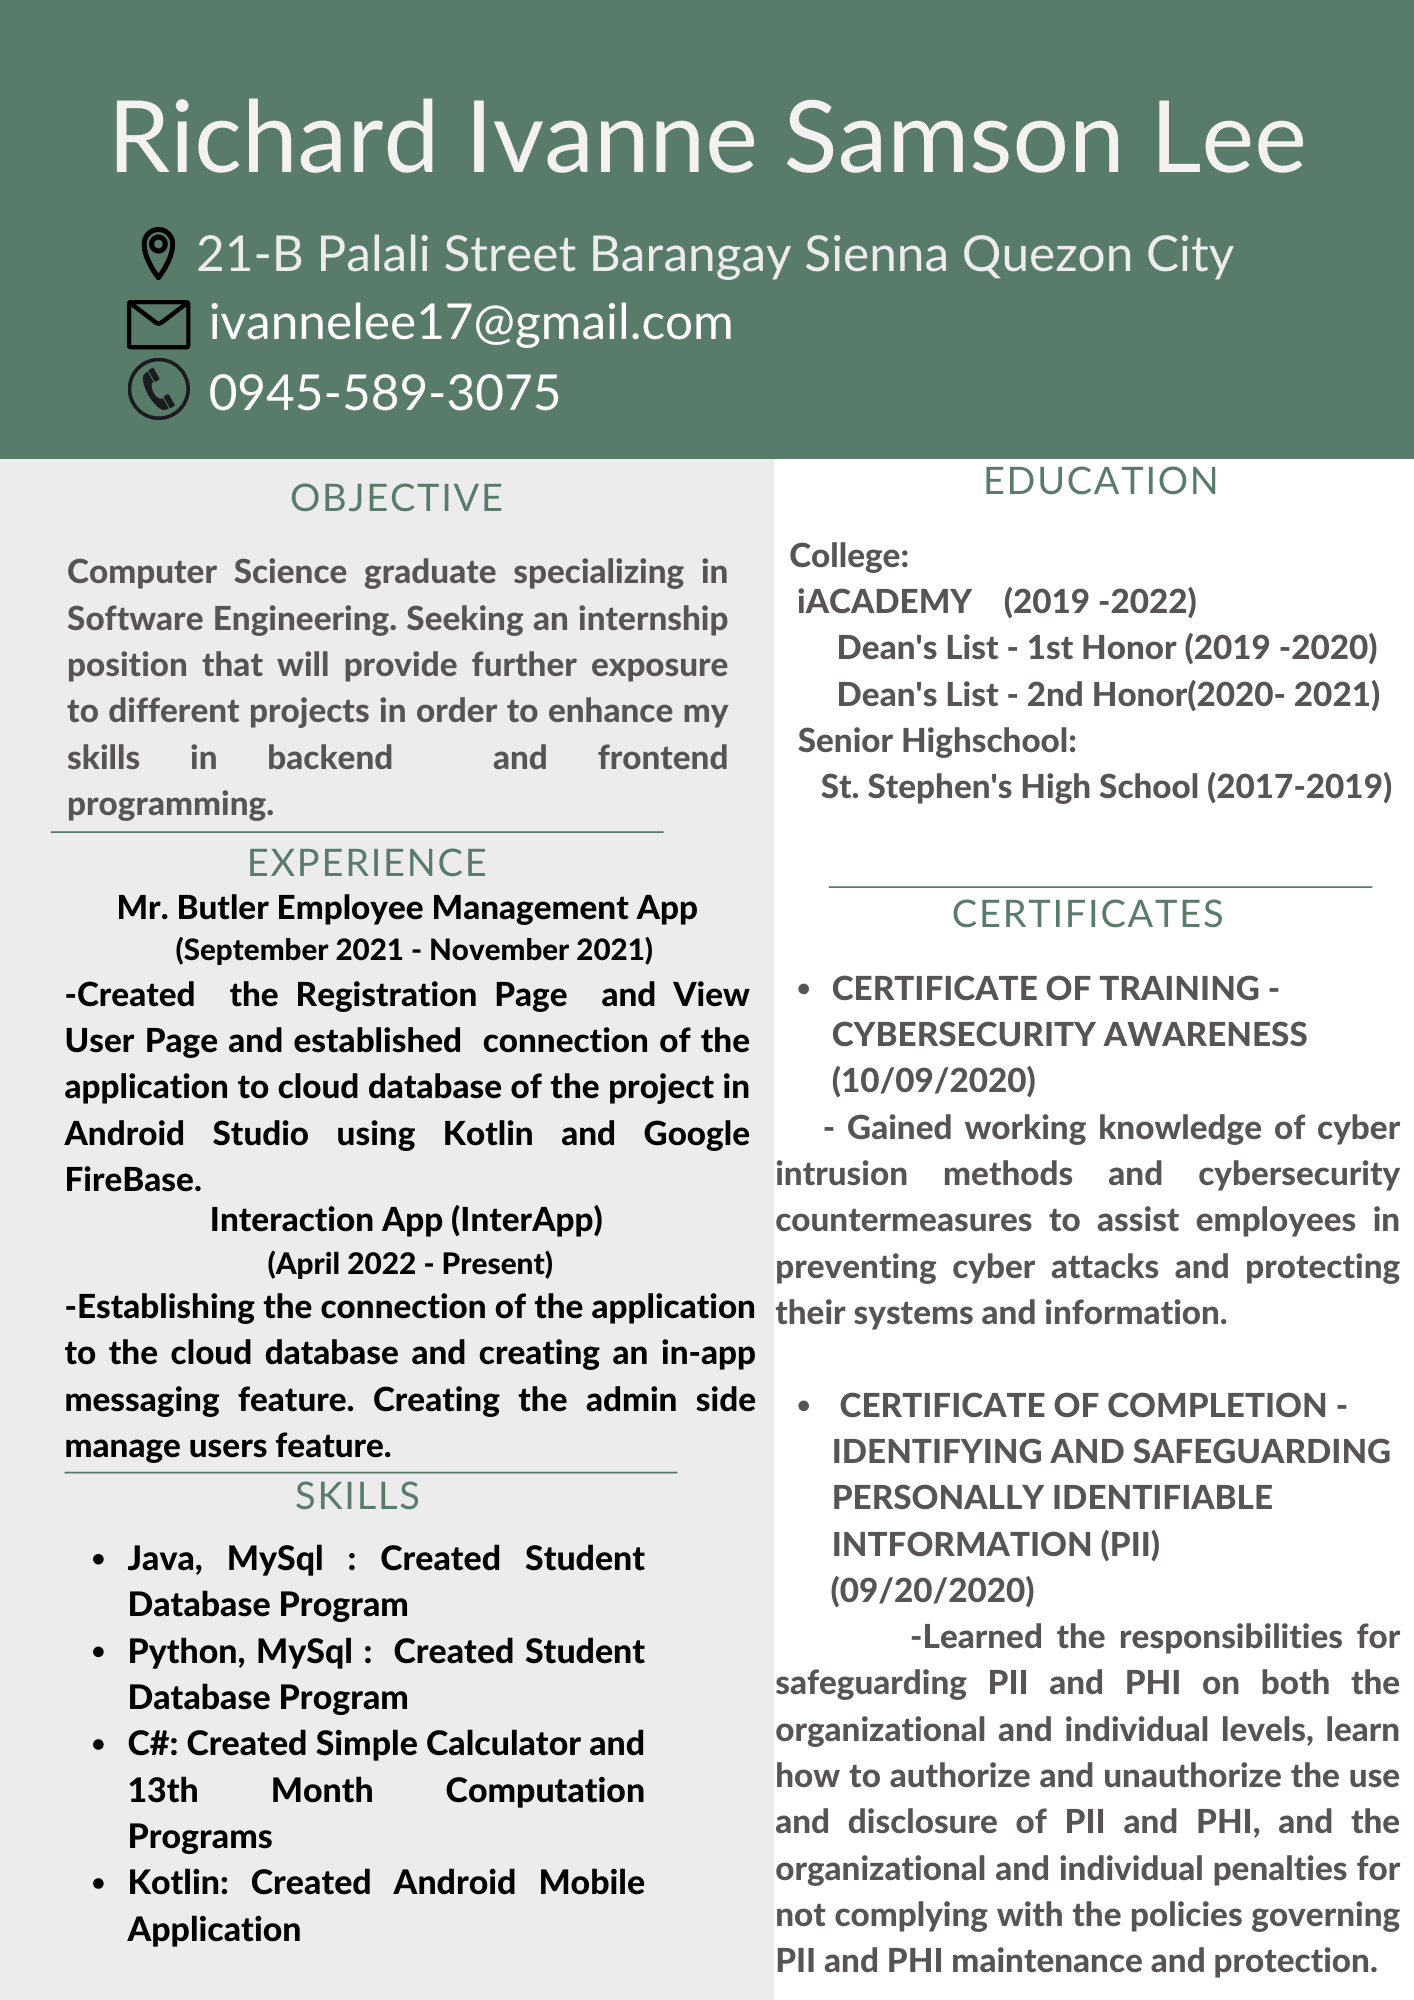 Richard Ivanne Samson Lee
21-B Palali Street Barangay Sienna Quezon City
ivannelee17@gmail.com
0945-589-3075
OBJECTIVE
Computer Science graduate specializing in
Software Engineering. Seeking an internship
position that will provide further exposure
to different projects in order to enhance my
skills in backend and frontend
programming.
EXPERIENCE
Mr. Butler Employee Management App
(September 2021 - November 2021)
-Created the Registration Page and View
User Page and established connection of the
application to cloud database of the project in
Android Studio using Kotlin and Google
FireBase.
Interaction App (InterApp)
(April 2022 - Present)
-Establishing the connection of the application
to the cloud database and creating an in-app
messaging feature. Creating the admin side
manage users feature.
SKILLS
• Java, MySql : Created Student
Database Program
• Python, MySql : Created Student
Database Program
• C#: Created Simple Calculator and
13th Month Computation
Programs
• Kotlin: Created Android Mobile
Application
EDUCATION
College:
iACADEMY (2019 -2022)
Dean's List - 1st Honor (2019 -2020)
Dean's List - 2nd Honor(2020- 2021)
Senior Highschool:
St. Stephen's High School (2017-2019)
CERTIFICATES
• CERTIFICATE OF TRAINING -
CYBERSECURITY AWARENESS
(10/09/2020)
- Gained working knowledge of cyber
intrusion methods and cybersecurity
countermeasures to assist employees in
preventing cyber attacks and protecting
their systems and information.
• CERTIFICATE OF COMPLETION -
IDENTIFYING AND SAFEGUARDING
PERSONALLY IDENTIFIABLE
INTFORMATION (PII)
(09/20/2020)
-Learned the responsibilities for
safeguarding PII and PHI on both the
organizational and individual levels, learn
how to authorize and unauthorize the use
and disclosure of PII and PHI, and the
organizational and individual penalties for
not complying with the policies governing
PII and PHI maintenance and protection.